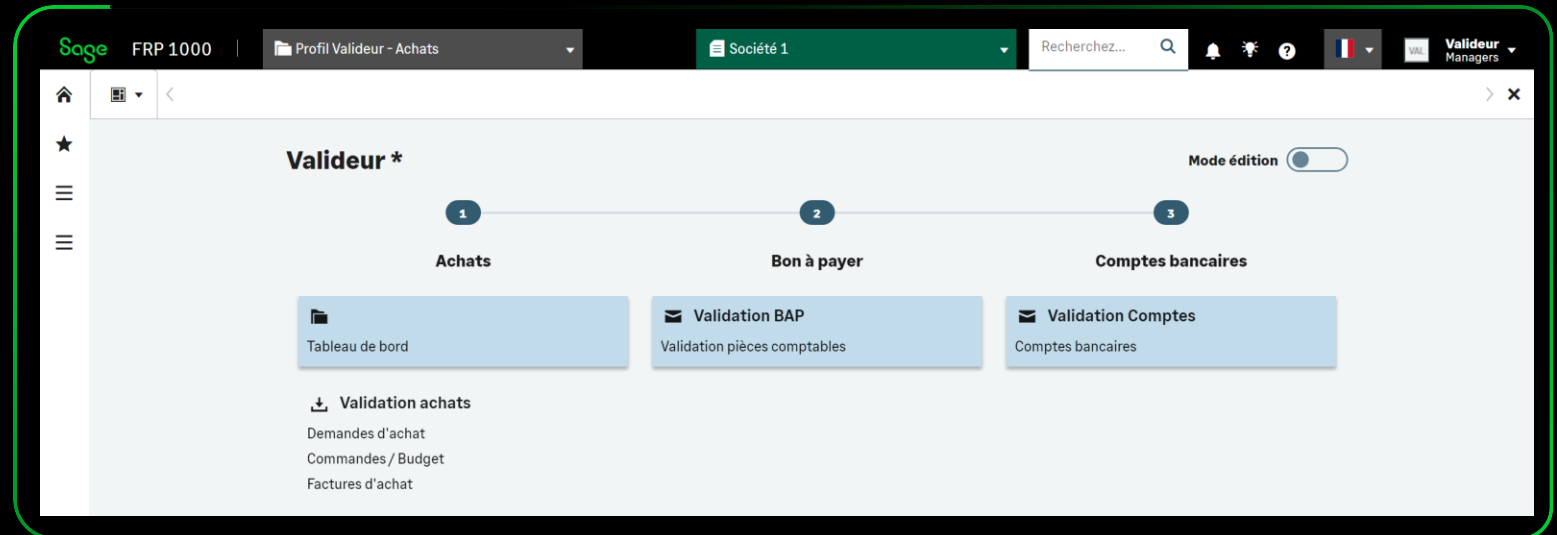 Sage FRP 1000 Profil Valideur - Achats Société 1 Recherchez... ? VAL Valideur
Managers
Valideur * Mode édition
1 2 3
Achats Bon à payer Comptes bancaires
Validation BAP Validation Comptes
Tableau de bord Validation pièces comptables Comptes bancaires
Validation achats
Demandes d'achat
Commandes / Budget
Factures d'achat